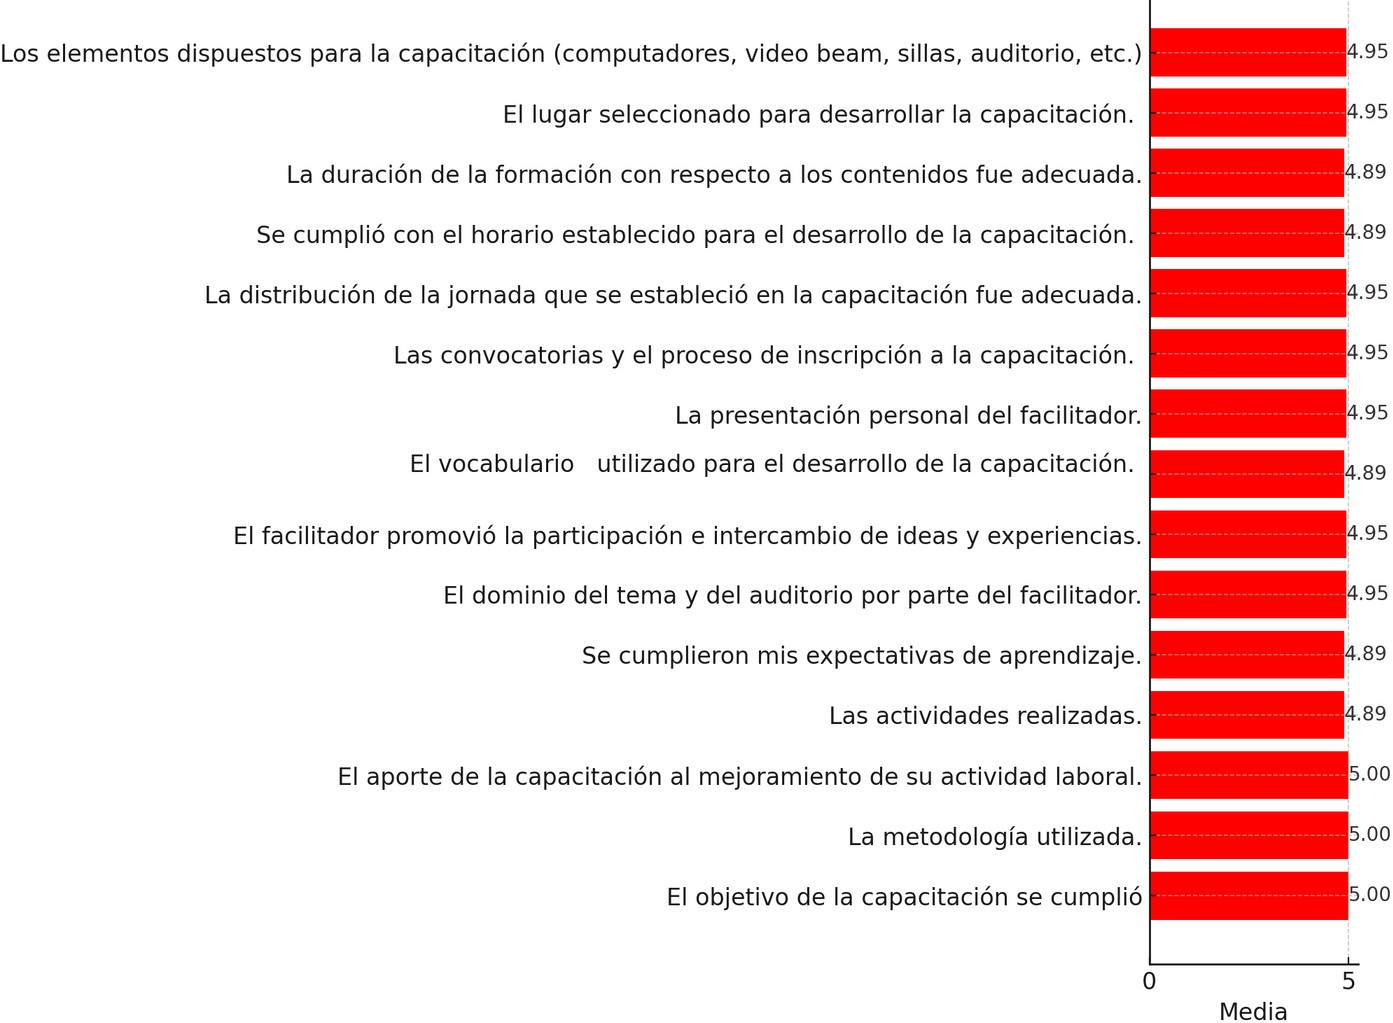 Los elementos dispuestos para la capacitación (computadores, video beam, sillas, auditorio, etc.) 4.95
El lugar seleccionado para desarrollar la capacitación. 4.95
La duración de la formación con respecto a los contenidos fue adecuada. 4.89
Se cumplió con el horario establecido para el desarrollo de la capacitación. 4.89
La distribución de la jornada que se estableció en la capacitación fue adecuada. 4.95
Las convocatorias y el proceso de inscripción a la capacitación. 4.95
La presentación personal del facilitador. 4.95
El vocabulario   utilizado para el desarrollo de la capacitación. 4.89
El facilitador promovió la participación e intercambio de ideas y experiencias. 4.95
El dominio del tema y del auditorio por parte del facilitador. 4.95
Se cumplieron mis expectativas de aprendizaje. 4.89
Las actividades realizadas. 4.89
El aporte de la capacitación al mejoramiento de su actividad laboral. 5.00
La metodología utilizada. 5.00
El objetivo de la capacitación se cumplió 5.00
0 5
Media